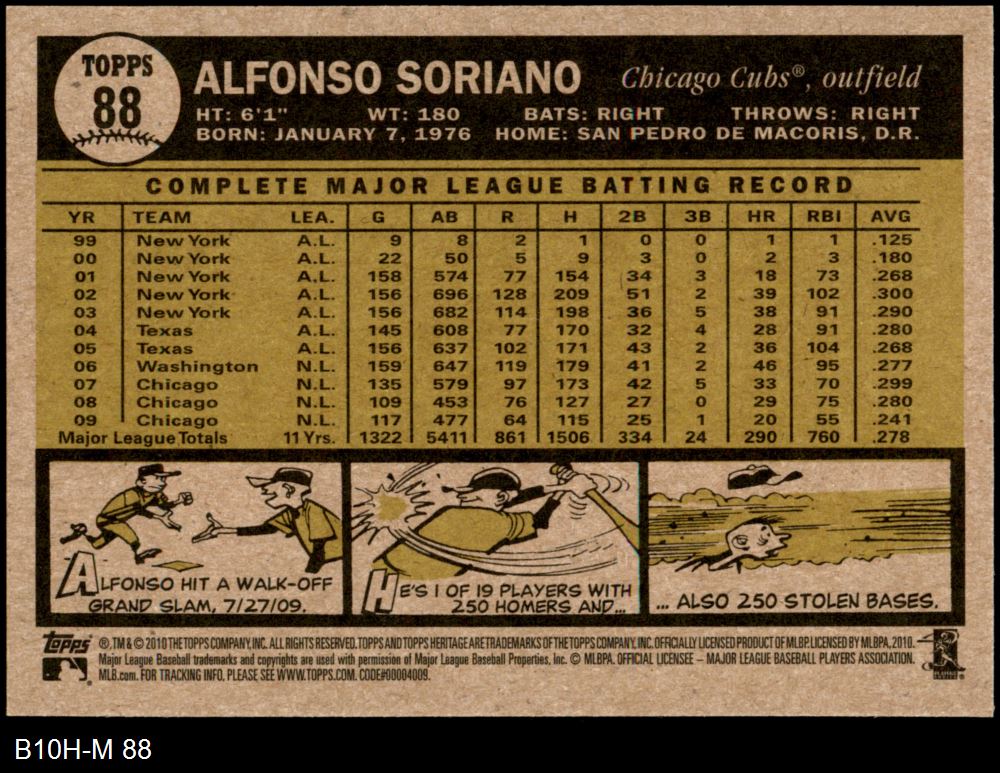 TOPPS
88
ALFONSO SORIANO Chicago Cubs®, outfield
HT: 6'1" WT: 180 BATS: RIGHT THROWS: RIGHT
BORN: JANUARY 7, 1976 HOME: SAN PEDRO DE MACORIS, D.R.
COMPLETE MAJOR LEAGUE BATTING RECORD
YR TEAM LEA. G AB R H 2B 3B HR RBI AVG
99 New York A.L. 9 8 2 1 0 0 1 1 .125
00 New York A.L. 22 50 5 9 3 0 2 3 .180
01 New York A.L. 158 574 77 154 34 3 18 73 .268
02 New York A.L. 156 696 128 209 51 2 39 102 .300
03 New York A.L. 156 682 114 198 36 5 38 91 .290
04 Texas A.L. 145 608 77 170 32 4 28 91 .280
05 Texas A.L. 156 637 102 171 43 2 36 104 .268
06 Washington N.L. 159 647 119 179 41 2 46 95 .277
07 Chicago N.L. 135 579 97 173 42 5 33 70 .299
08 Chicago N.L. 109 453 76 127 27 0 29 75 .280
09 Chicago N.L. 117 477 64 115 25 1 20 55 .241
Major League Totals 11 Yrs. 1322 5411 861 1506 334 24 290 760 .278
ALFONSO HIT A WALK-OFF
GRAND SLAM, 7/27/09.
HE'S 1 OF 19 PLAYERS WITH
250 HOMERS AND...
... ALSO 250 STOLEN BASES.
Topps ®, TM & © 2010 THE TOPPS COMPANY, INC. ALL RIGHTS RESERVED. TOPPS AND TOPPS HERITAGE ARE TRADEMARKS OF THE TOPPS COMPANY, INC. OFFICIALLY LICENSED PRODUCT OF MLBP. LICENSED BY MLBPA, 2010.
Major League Baseball trademarks and copyrights are used with permission of Major League Baseball Properties, Inc. © MLBPA. OFFICIAL LICENSEE – MAJOR LEAGUE BASEBALL PLAYERS ASSOCIATION.
MLB.com. FOR TRACKING INFO, PLEASE SEE WWW.TOPPS.COM. CODE#00004009.
B10H-M 88